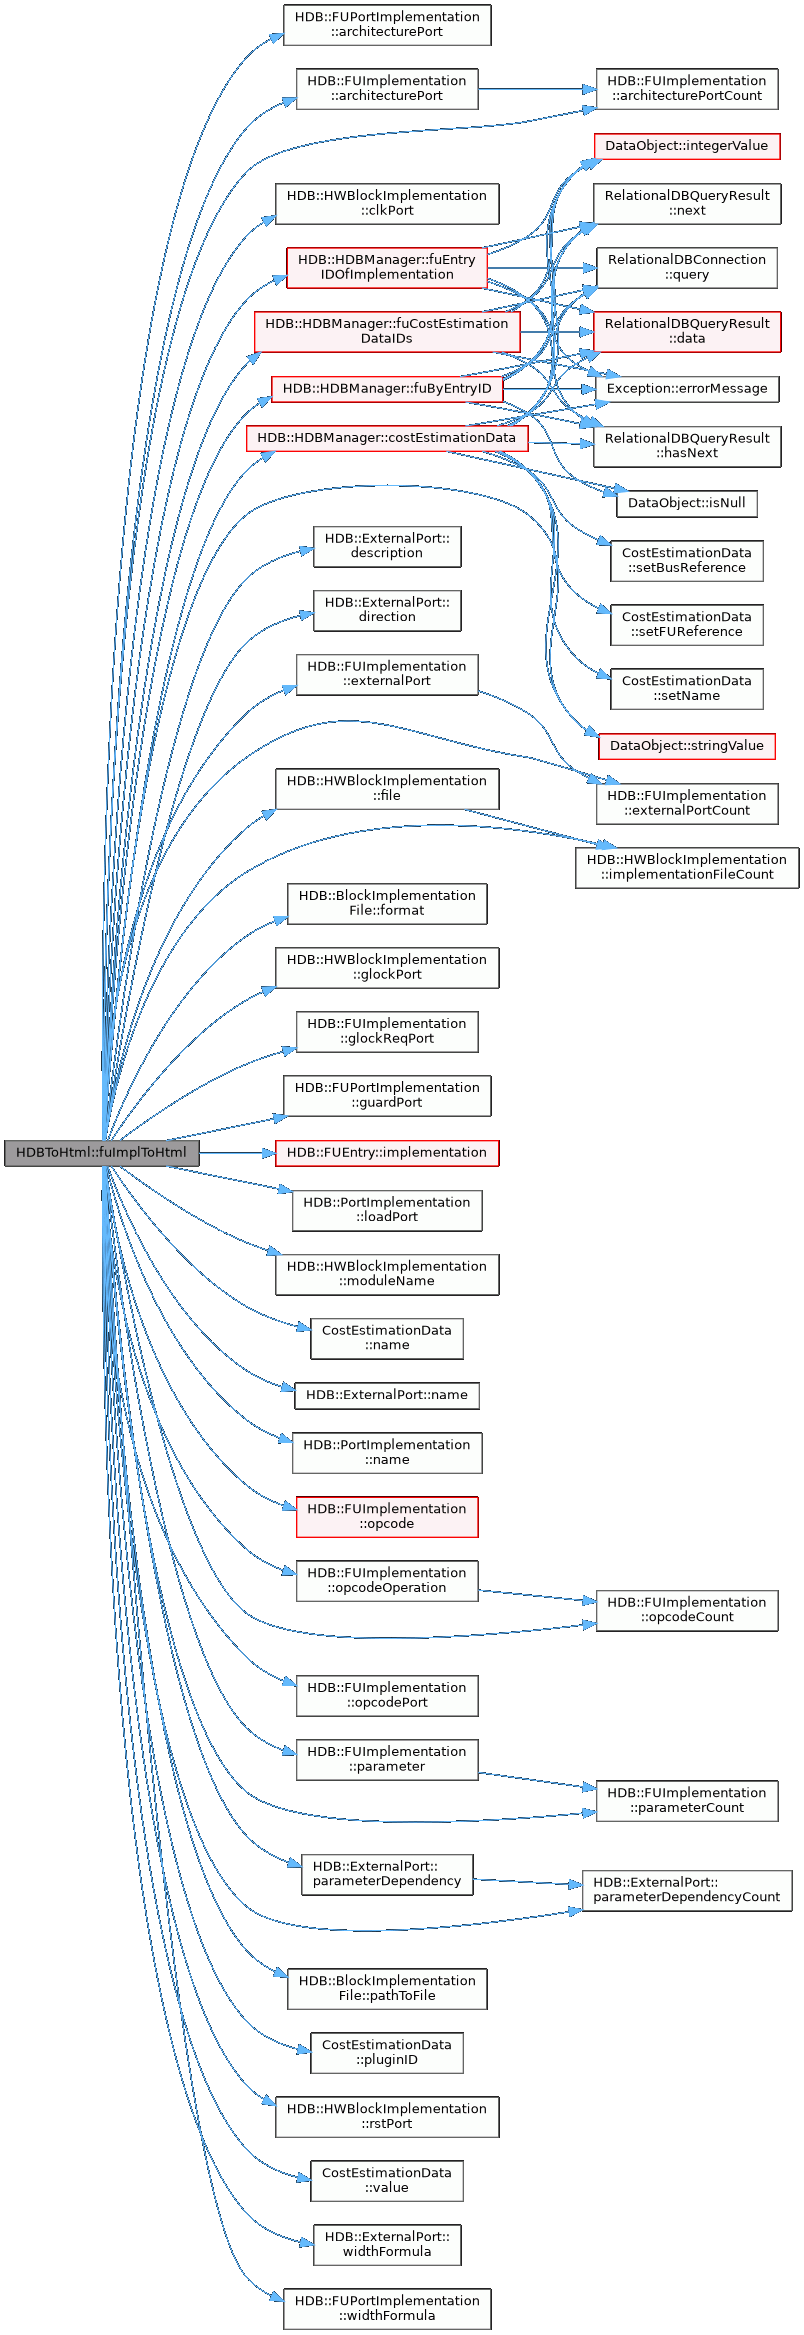 HDB::FUPortImplementation
::architecturePort
HDB::FUImplementation
::architecturePort
HDB::FUImplementation
::architecturePortCount
DataObject::integerValue
HDB::HWBlockImplementation
::clkPort
RelationalDBQueryResult
::next
HDB::HDBManager::fuEntry
IDOfImplementation
RelationalDBConnection
::query
HDB::HDBManager::fuCostEstimation
DataIDs
RelationalDBQueryResult
::data
HDB::HDBManager::fuByEntryID
Exception::errorMessage
HDB::HDBManager::costEstimationData
RelationalDBQueryResult
::hasNext
DataObject::isNull
HDB::ExternalPort::
description
CostEstimationData
::setBusReference
HDB::ExternalPort::
direction
CostEstimationData
::setFUReference
HDB::FUImplementation
::externalPort
CostEstimationData
::setName
DataObject::stringValue
HDB::HWBlockImplementation
::file
HDB::FUImplementation
::externalPortCount
HDB::HWBlockImplementation
::implementationFileCount
HDB::BlockImplementation
File::format
HDB::HWBlockImplementation
::glockPort
HDB::FUImplementation
::glockReqPort
HDB::FUPortImplementation
::guardPort
HDBToHtml::fuImplToHtml
HDB::FUEntry::implementation
HDB::PortImplementation
::loadPort
HDB::HWBlockImplementation
::moduleName
CostEstimationData
::name
HDB::ExternalPort::name
HDB::PortImplementation
::name
HDB::FUImplementation
::opcode
HDB::FUImplementation
::opcodeOperation
HDB::FUImplementation
::opcodeCount
HDB::FUImplementation
::opcodePort
HDB::FUImplementation
::parameter
HDB::FUImplementation
::parameterCount
HDB::ExternalPort::
parameterDependency
HDB::ExternalPort::
parameterDependencyCount
HDB::BlockImplementation
File::pathToFile
CostEstimationData
::pluginID
HDB::HWBlockImplementation
::rstPort
CostEstimationData
::value
HDB::ExternalPort::
widthFormula
HDB::FUPortImplementation
::widthFormula